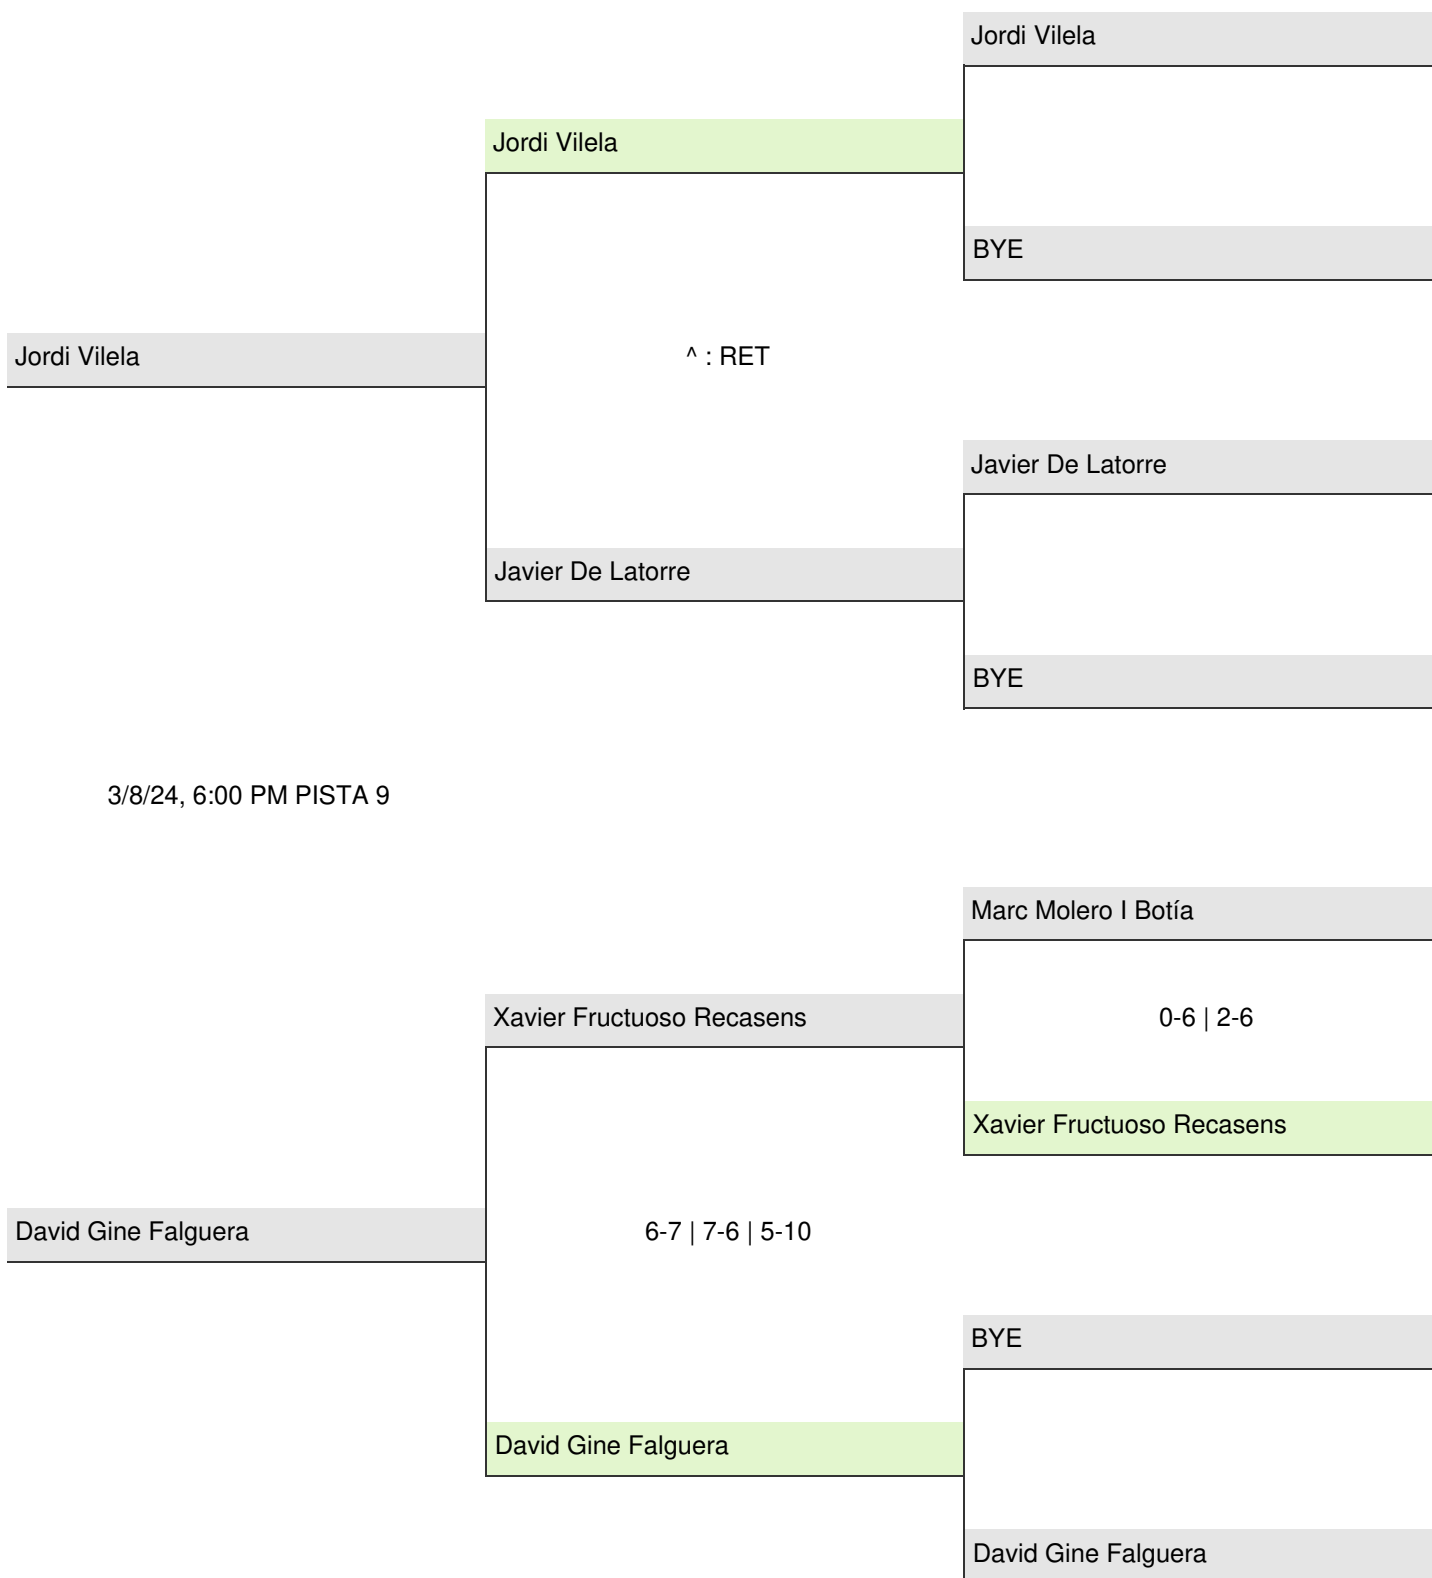 Jordi Vilela
Jordi Vilela
BYE
Jordi Vilela
^ : RET
Javier De Latorre
Javier De Latorre
BYE
3/8/24, 6:00 PM PISTA 9
Marc Molero I Botía
Xavier Fructuoso Recasens
0-6 | 2-6
Xavier Fructuoso Recasens
David Gine Falguera
6-7 | 7-6 | 5-10
BYE
David Gine Falguera
David Gine Falguera